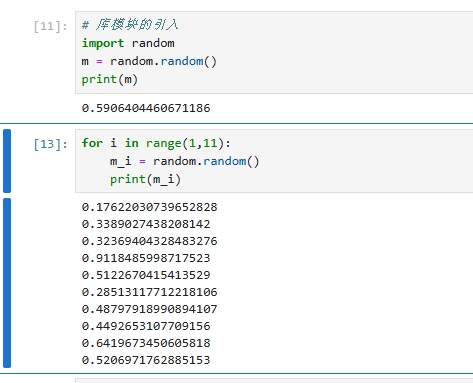 [11]: # 库模块的引入
import random
m = random.random()
print(m)
0.5906404460671186
[13]: for i in range(1,11):
    m_i = random.random()
    print(m_i)
0.17622030739652828
0.3389027438208142
0.32369404328483276
0.9118485998717523
0.5122670415413529
0.28513117712218106
0.48797918990894107
0.4492653107709156
0.6419673450605818
0.5206971762885153